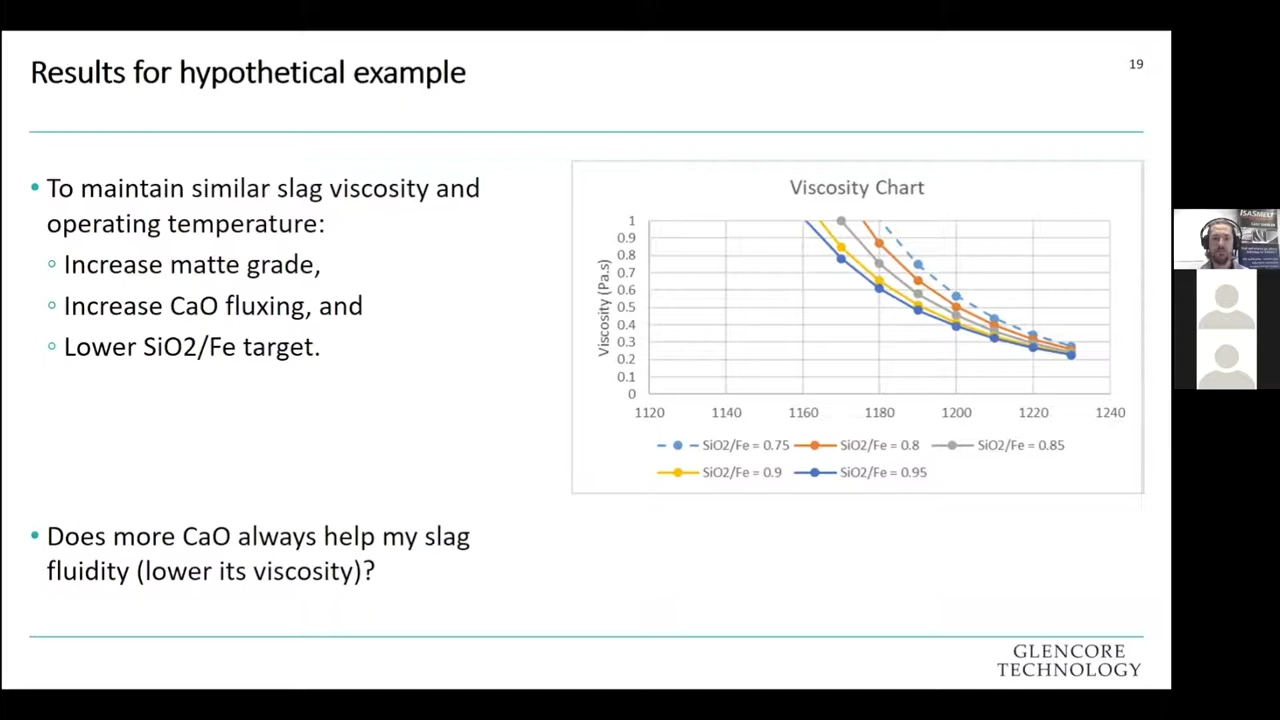 Results for hypothetical example
19
• To maintain similar slag viscosity and
operating temperature:
Increase matte grade,
Increase CaO fluxing, and
Lower SiO2/Fe target.
• Does more CaO always help my slag
fluidity (lower its viscosity)?
Viscosity Chart
Viscosity (Pa.s)
1
0.9
0.8
0.7
0.6
0.5
0.4
0.3
0.2
0.1
0
1120 1140 1160 1180 1200 1220 1240
SiO2/Fe = 0.75 SiO2/Fe = 0.8 SiO2/Fe = 0.85
SiO2/Fe = 0.9 SiO2/Fe = 0.95
GLENCORE
TECHNOLOGY
ISASMELT